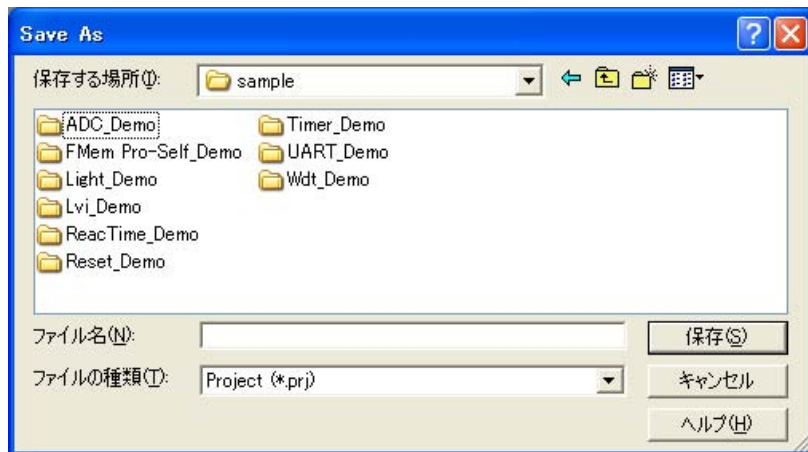 Save As
保存する場所(I):
sample
ADC_Demo
FMem Pro-Self_Demo
Light_Demo
Lvi_Demo
ReacTime_Demo
Reset_Demo
Timer_Demo
UART_Demo
Wdt_Demo
ファイル名(N):
保存(S)
ファイルの種類(T):
Project (*.prj)
キャンセル
ヘルプ(H)